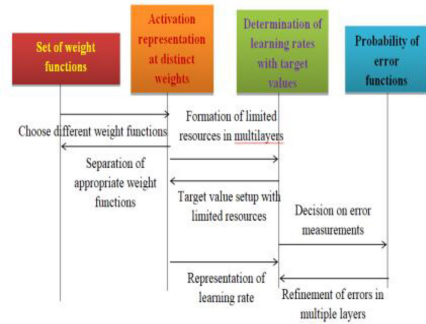 Set of weight
functions
Activation
representation
at distinct
weights
Determination of
learning rates
with target
values
Probability of
error
functions
Choose different weight functions
Formation of limited
resources in multilayers
Separation of
appropriate weight
functions
Target value setup with
limited resources
Decision on error
measurements
Representation of
learning rate
Refinement of errors in
multiple layers